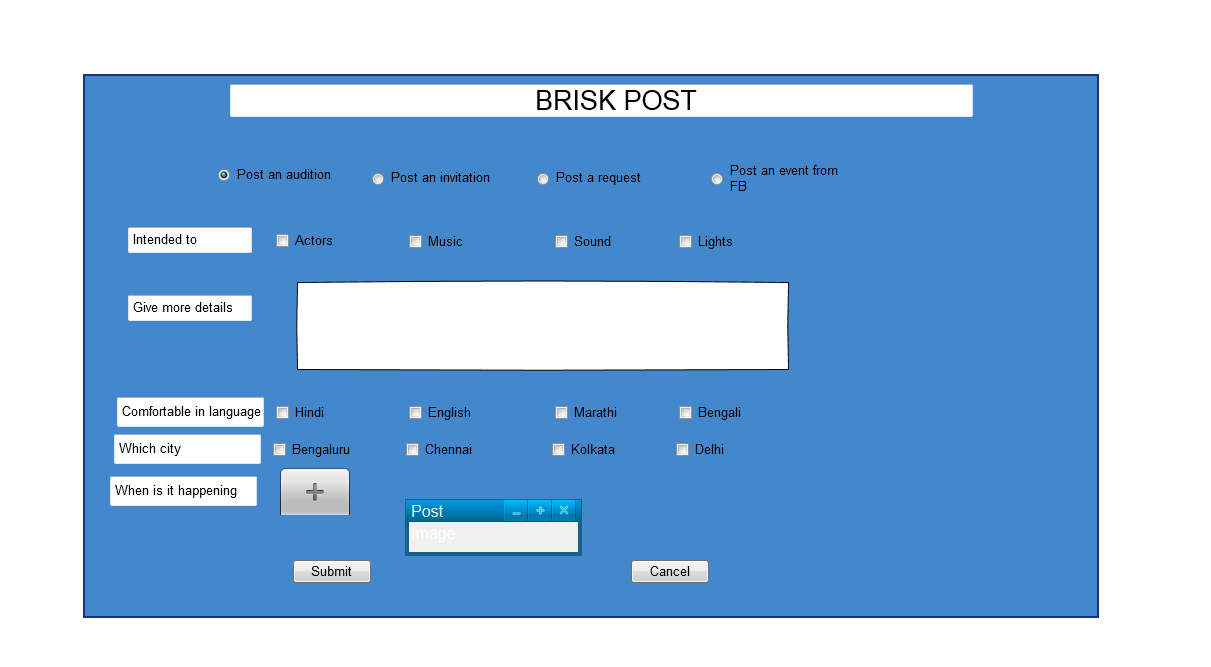 BRISK POST
Post an audition
Post an invitation
Post a request
Post an event from
FB
Intended to
Actors
Music
Sound
Lights
Give more details
Comfortable in language
Hindi
English
Marathi
Bengali
Which city
Bengaluru
Chennai
Kolkata
Delhi
When is it happening
Post
Image
Submit
Cancel